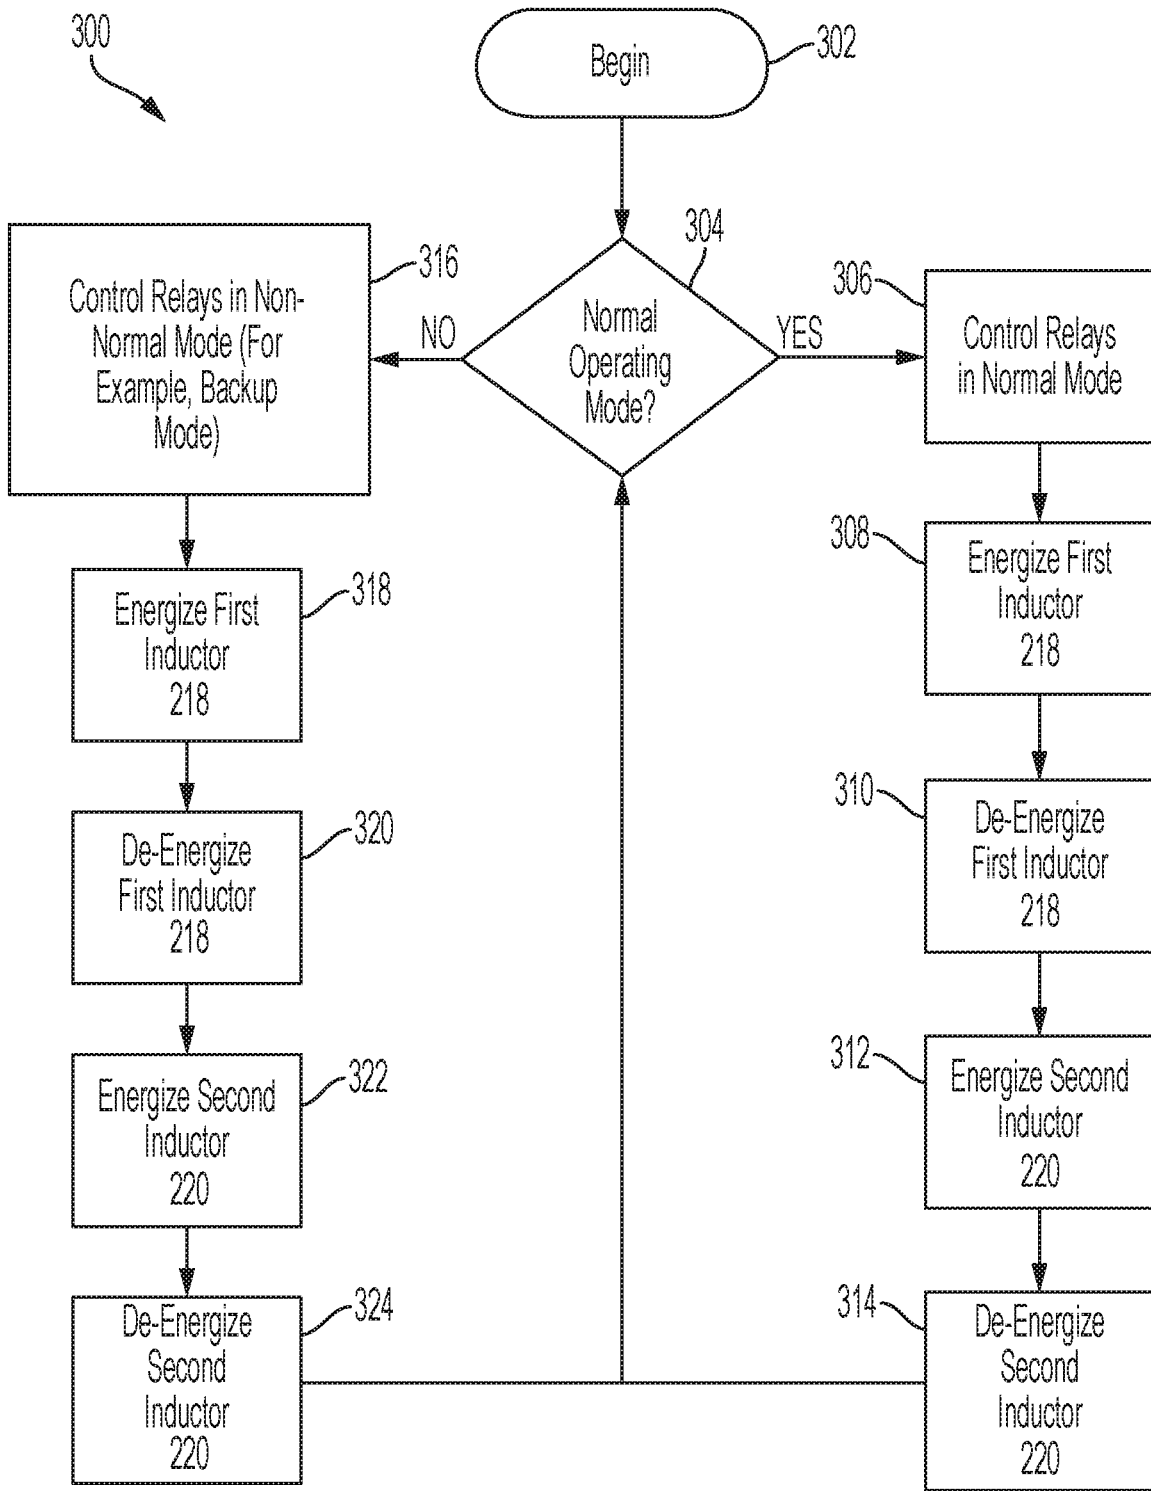 300
Begin
302
304
Normal
Operating
Mode?
NO
YES
316
Control Relays in Non-
Normal Mode (For
Example, Backup
Mode)
318
Energize First
Inductor
218
320
De-Energize
First Inductor
218
322
Energize Second
Inductor
220
324
De-Energize
Second
Inductor
220
306
Control Relays
in Normal Mode
308
Energize First
Inductor
218
310
De-Energize
First Inductor
218
312
Energize Second
Inductor
220
314
De-Energize
Second
Inductor
220